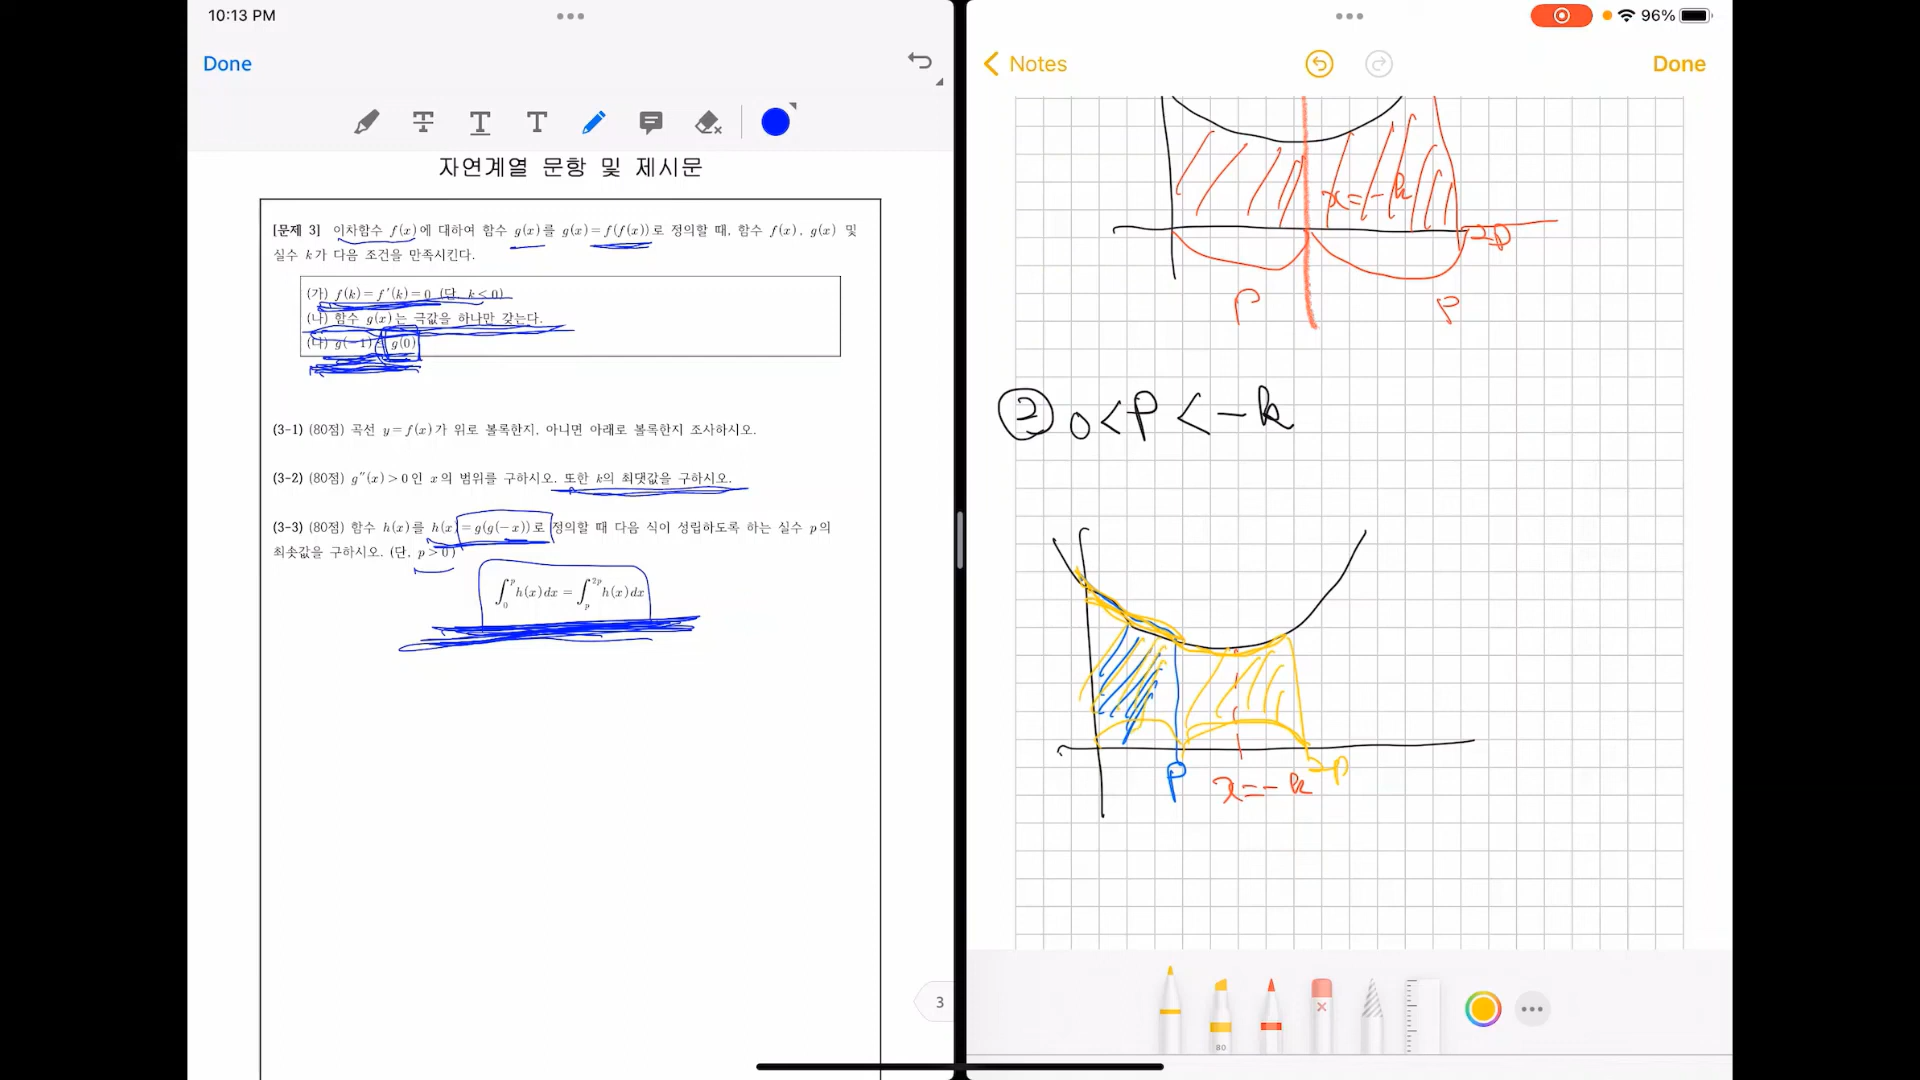 10:13 PM
96%
Done
Notes
Done
자연계열 문항 및 제시문
[문제 3] 이차함수 f(x)에 대하여 함수 g(x)를 g(x)=f(f(x))로 정의할 때, 함수 f(x), g(x) 및
실수 k가 다음 조건을 만족시킨다.
(가) f(k)=f′(k)=0 (단, k<0)
(나) 함수 g(x)는 극값을 하나만 갖는다.
(다) g(−1) g(0)
(3-1) (80점) 곡선 y=f(x)가 위로 볼록한지, 아니면 아래로 볼록한지 조사하시오.
(3-2) (80점) g″(x)>0인 x의 범위를 구하시오. 또한 k의 최댓값을 구하시오.
(3-3) (80점) 함수 h(x)를 h(x)=g(g(−x))로 정의할 때 다음 식이 성립하도록 하는 실수 p의
최솟값을 구하시오. (단, p>0)
∫₀ᵖ h(x)dx = ∫ₚ²ᵖ h(x)dx
3
x=-k
2p
p
p
② 0<p<-k
p
x=-k
2p
80